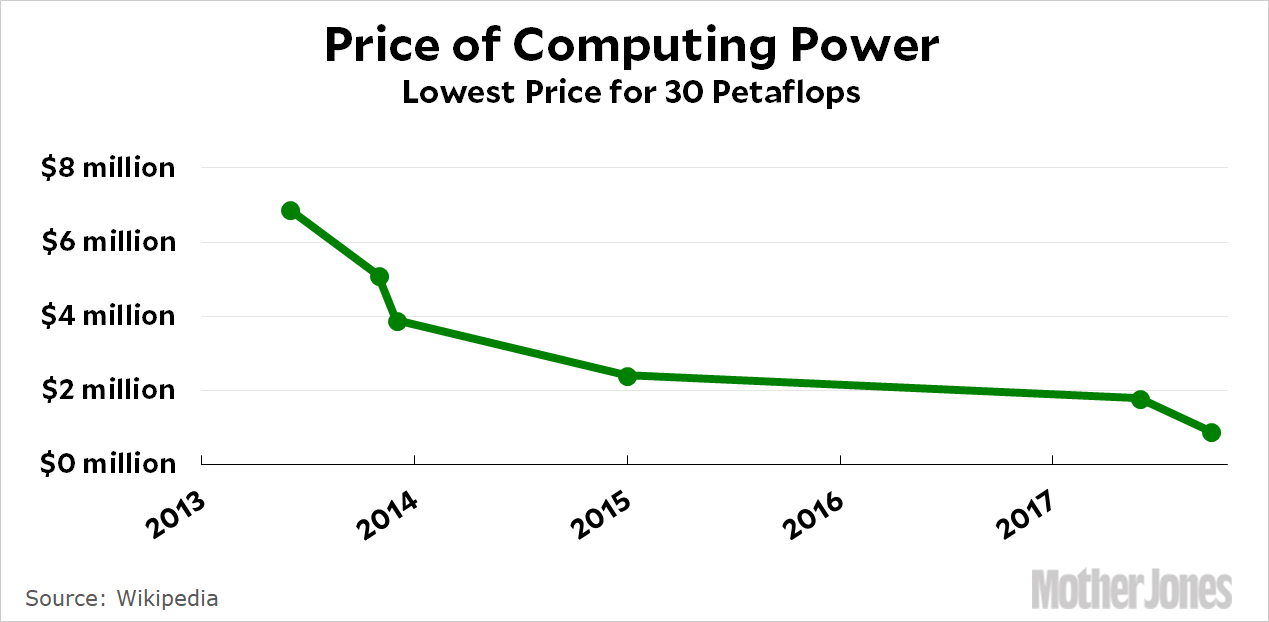 Price of Computing Power
Lowest Price for 30 Petaflops
$8 million
$6 million
$4 million
$2 million
$0 million
2013
2014
2015
2016
2017
Source: Wikipedia
Mother Jones